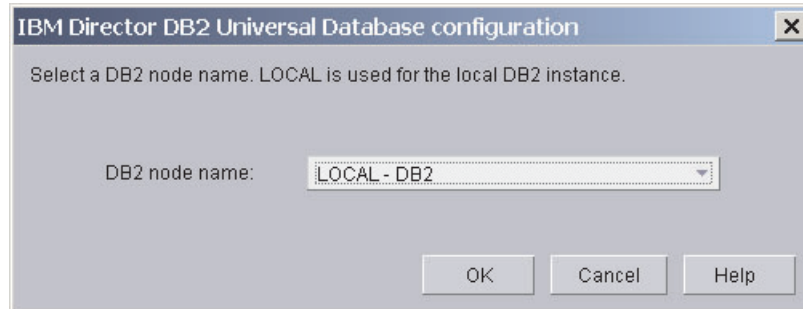 IBM Director DB2 Universal Database configuration
Select a DB2 node name. LOCAL is used for the local DB2 instance.
DB2 node name: LOCAL - DB2
OK Cancel Help